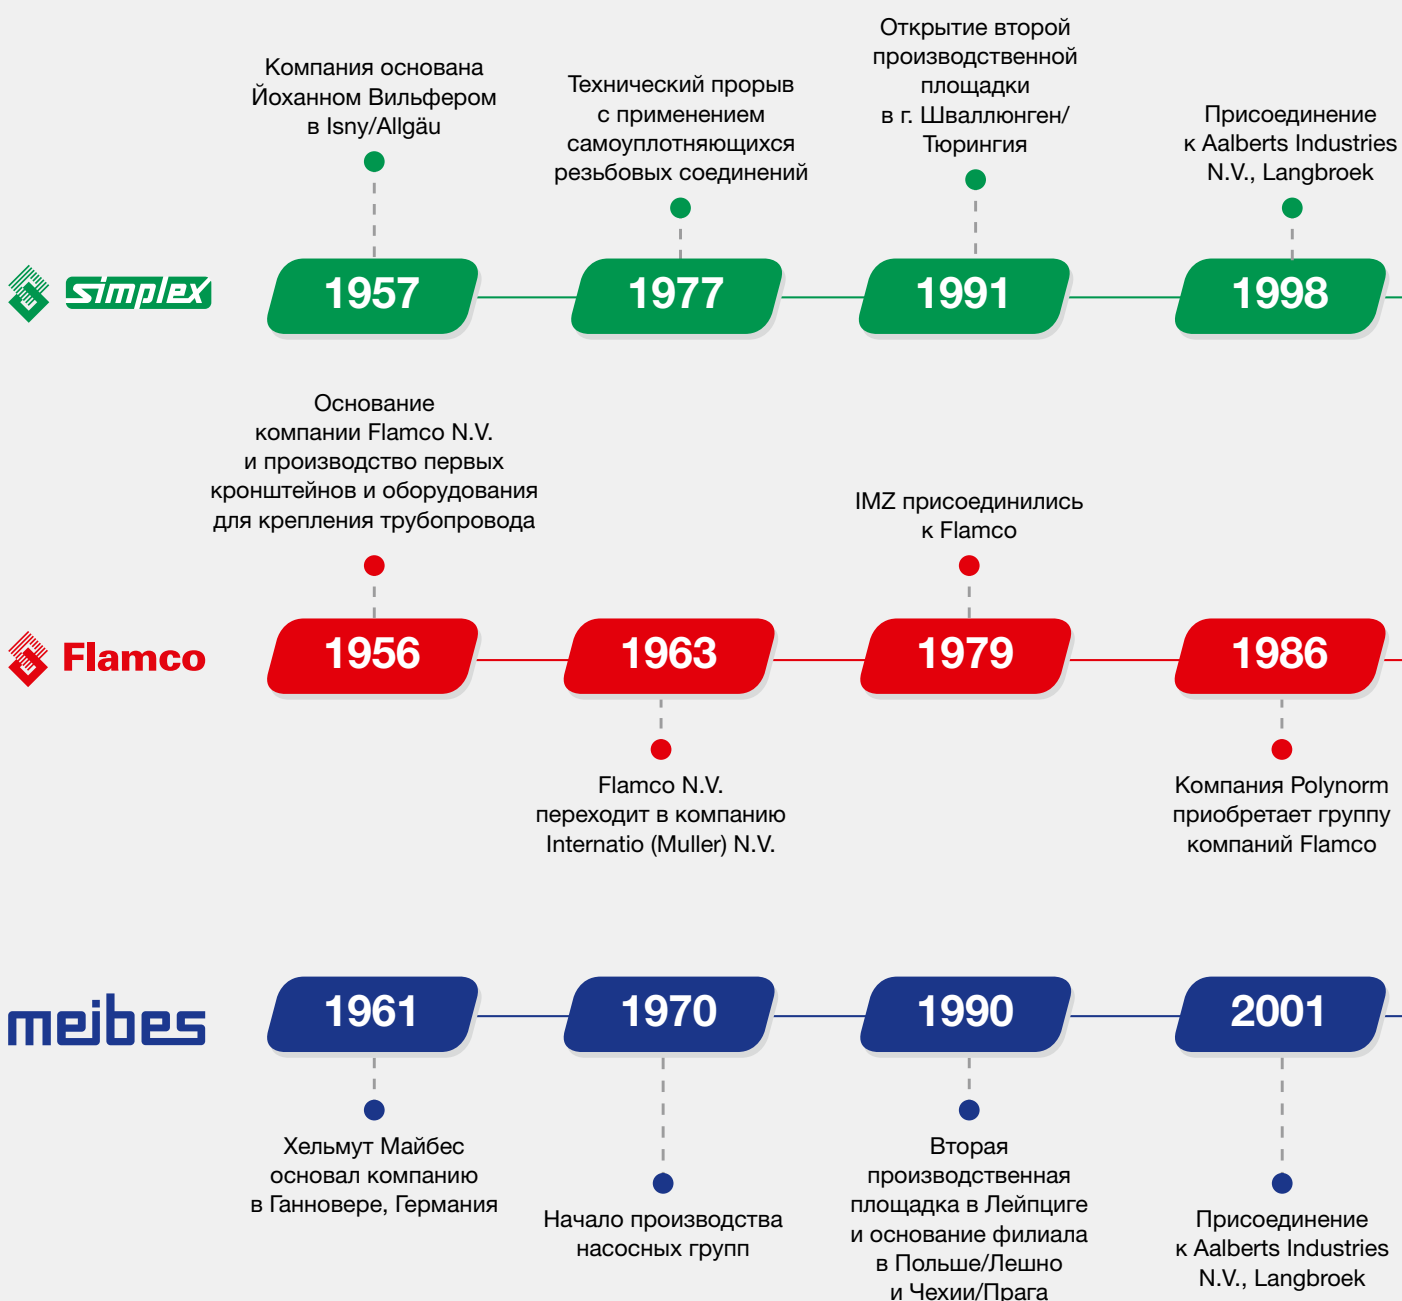 Компания основана
Йоханном Вильфером
в Isny/Allgäu
Технический прорыв
с применением
самоуплотняющихся
резьбовых соединений
Открытие второй
производственной
площадки
в г. Шваллюнген/
Тюрингия
Присоединение
к Aalberts Industries
N.V., Langbroek
simplex
1957
1977
1991
1998
Основание
компании Flamco N.V.
и производство первых
кронштейнов и оборудования
для крепления трубопровода
IMZ присоединились
к Flamco
Flamco
1956
1963
1979
1986
Flamco N.V.
переходит в компанию
Internatio (Muller) N.V.
Компания Polynorm
приобретает группу
компаний Flamco
meibes
1961
1970
1990
2001
Хельмут Майбес
основал компанию
в Ганновере, Германия
Начало производства
насосных групп
Вторая
производственная
площадка в Лейпциге
и основание филиала
в Польше/Лешно
и Чехии/Прага
Присоединение
к Aalberts Industries
N.V., Langbroek